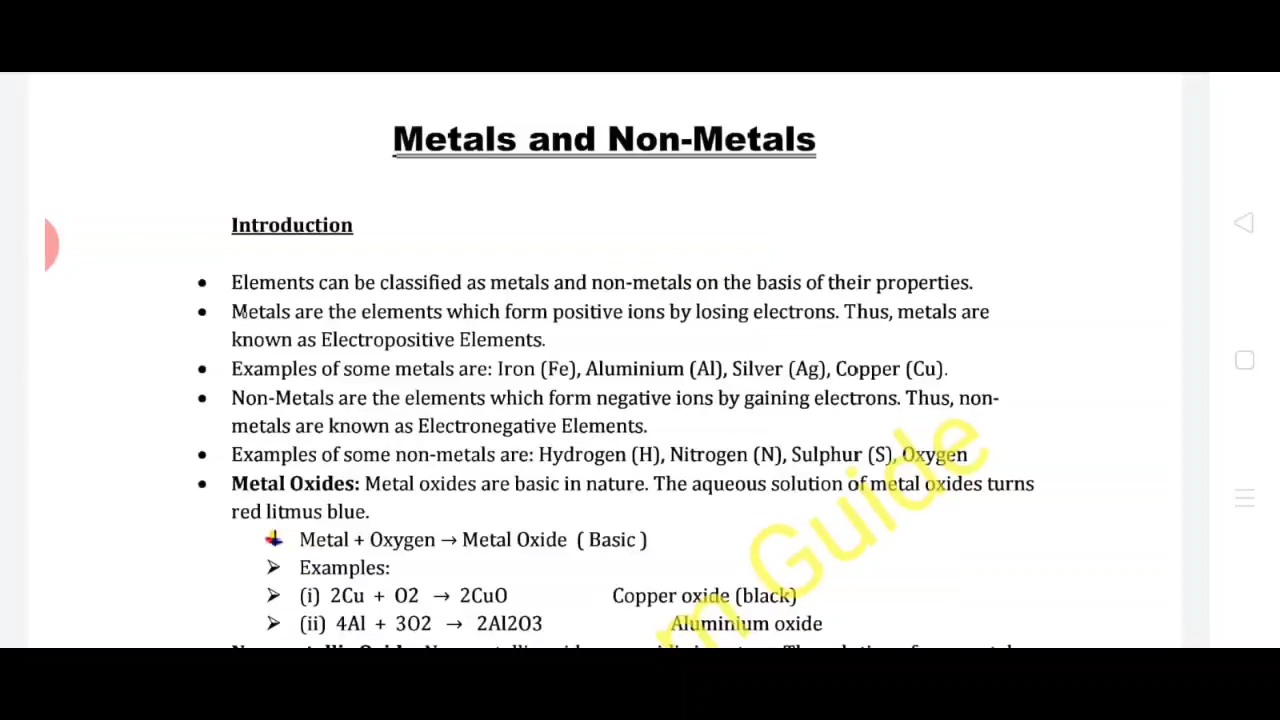 Metals and Non-Metals
Introduction
• Elements can be classified as metals and non-metals on the basis of their properties.
• Metals are the elements which form positive ions by losing electrons. Thus, metals are
known as Electropositive Elements.
• Examples of some metals are: Iron (Fe), Aluminium (Al), Silver (Ag), Copper (Cu).
• Non-Metals are the elements which form negative ions by gaining electrons. Thus, non-
metals are known as Electronegative Elements.
• Examples of some non-metals are: Hydrogen (H), Nitrogen (N), Sulphur (S), Oxygen
• Metal Oxides: Metal oxides are basic in nature. The aqueous solution of metal oxides turns
red litmus blue.
Metal + Oxygen → Metal Oxide ( Basic )
➤ Examples:
➤ (i) 2Cu + O2 → 2CuO Copper oxide (black)
➤ (ii) 4Al + 3O2 → 2Al2O3 Aluminium oxide
Guide